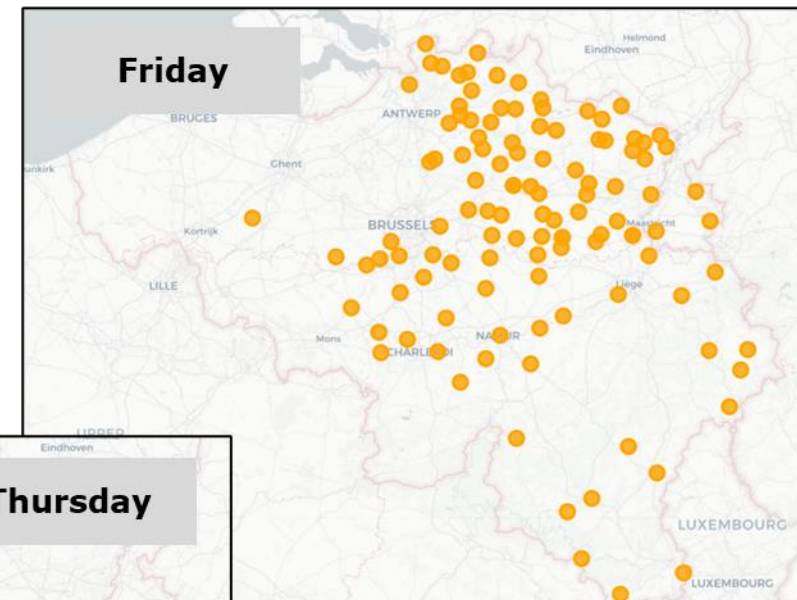 Friday
Helmond
Eindhoven
BRUGES
ANTWERP
Ghent
unkirk
Kortrijk
BRUSSELS
Maastricht
LILLE
Liège
Mons
NAMUR
CHARLEROI
UPPER
Eindhoven
Thursday
LUXEMBOURG
LUXEMBOURG